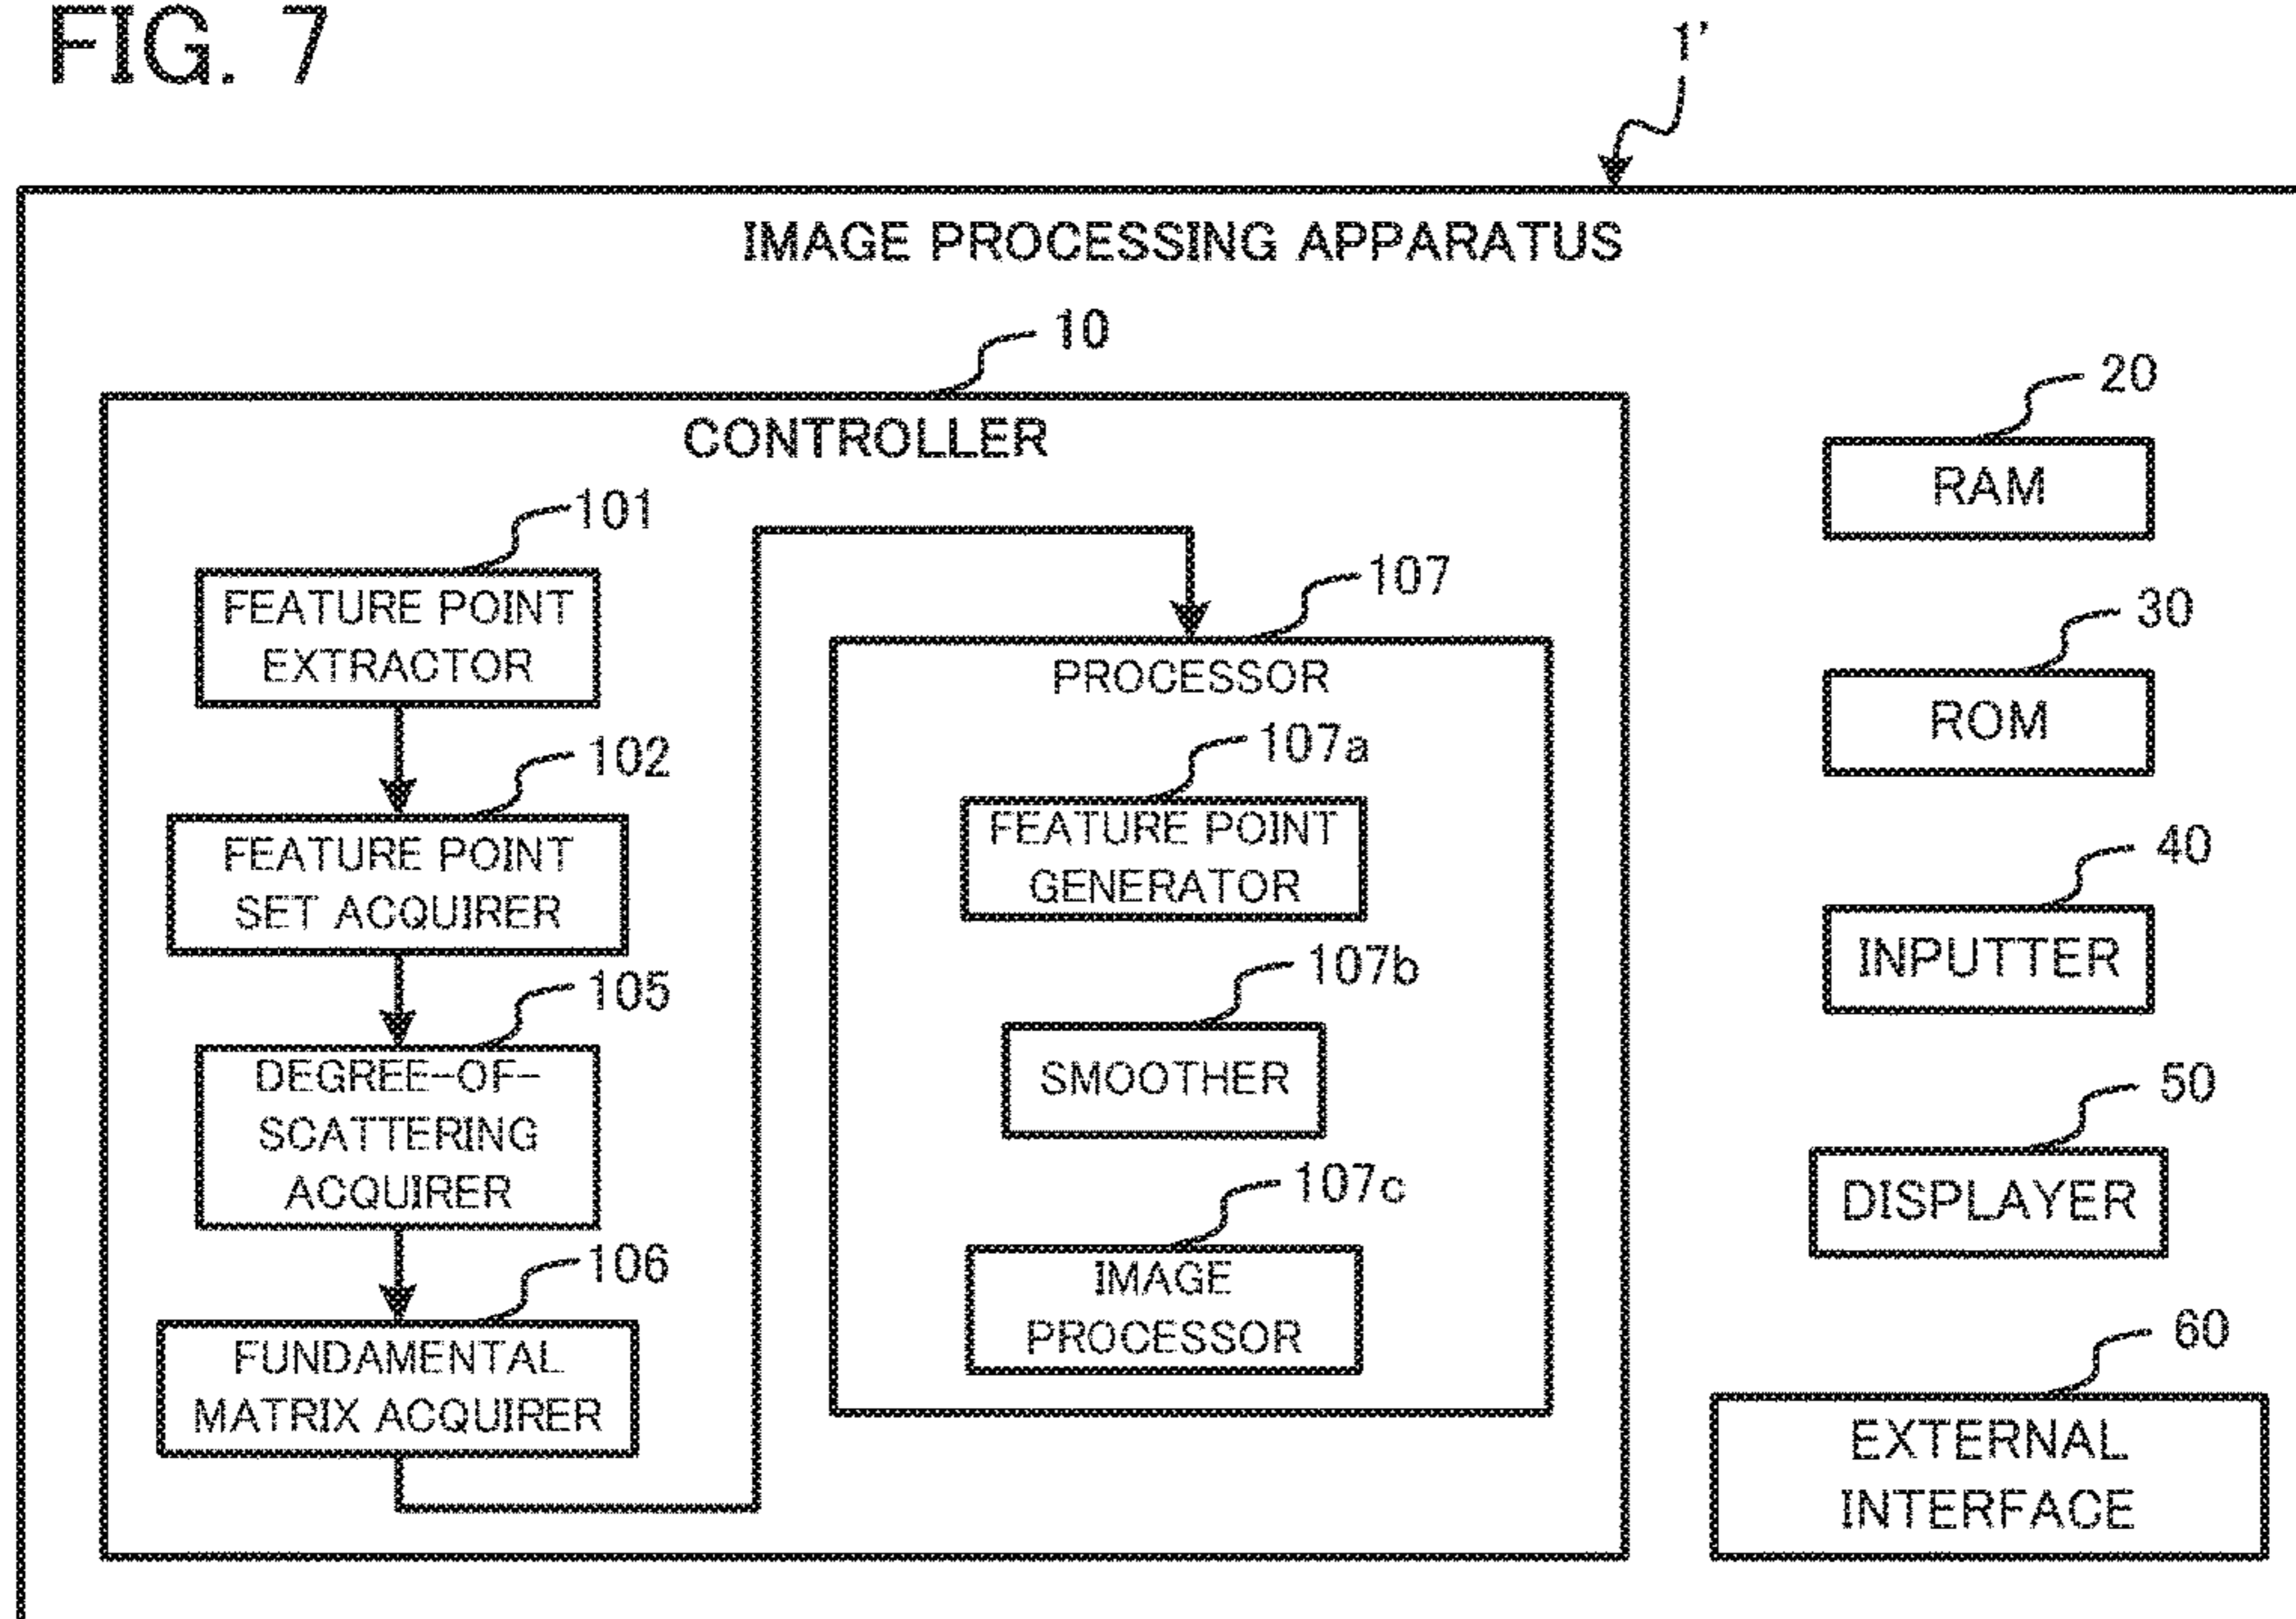 FIG. 7
1'
IMAGE PROCESSING APPARATUS
10
CONTROLLER
101
FEATURE POINT
EXTRACTOR
102
FEATURE POINT
SET ACQUIRER
105
DEGREE-OF-
SCATTERING
ACQUIRER
106
FUNDAMENTAL
MATRIX ACQUIRER
107
PROCESSOR
107a
FEATURE POINT
GENERATOR
107b
SMOOTHER
107c
IMAGE
PROCESSOR
20
RAM
30
ROM
40
INPUTTER
50
DISPLAYER
60
EXTERNAL
INTERFACE